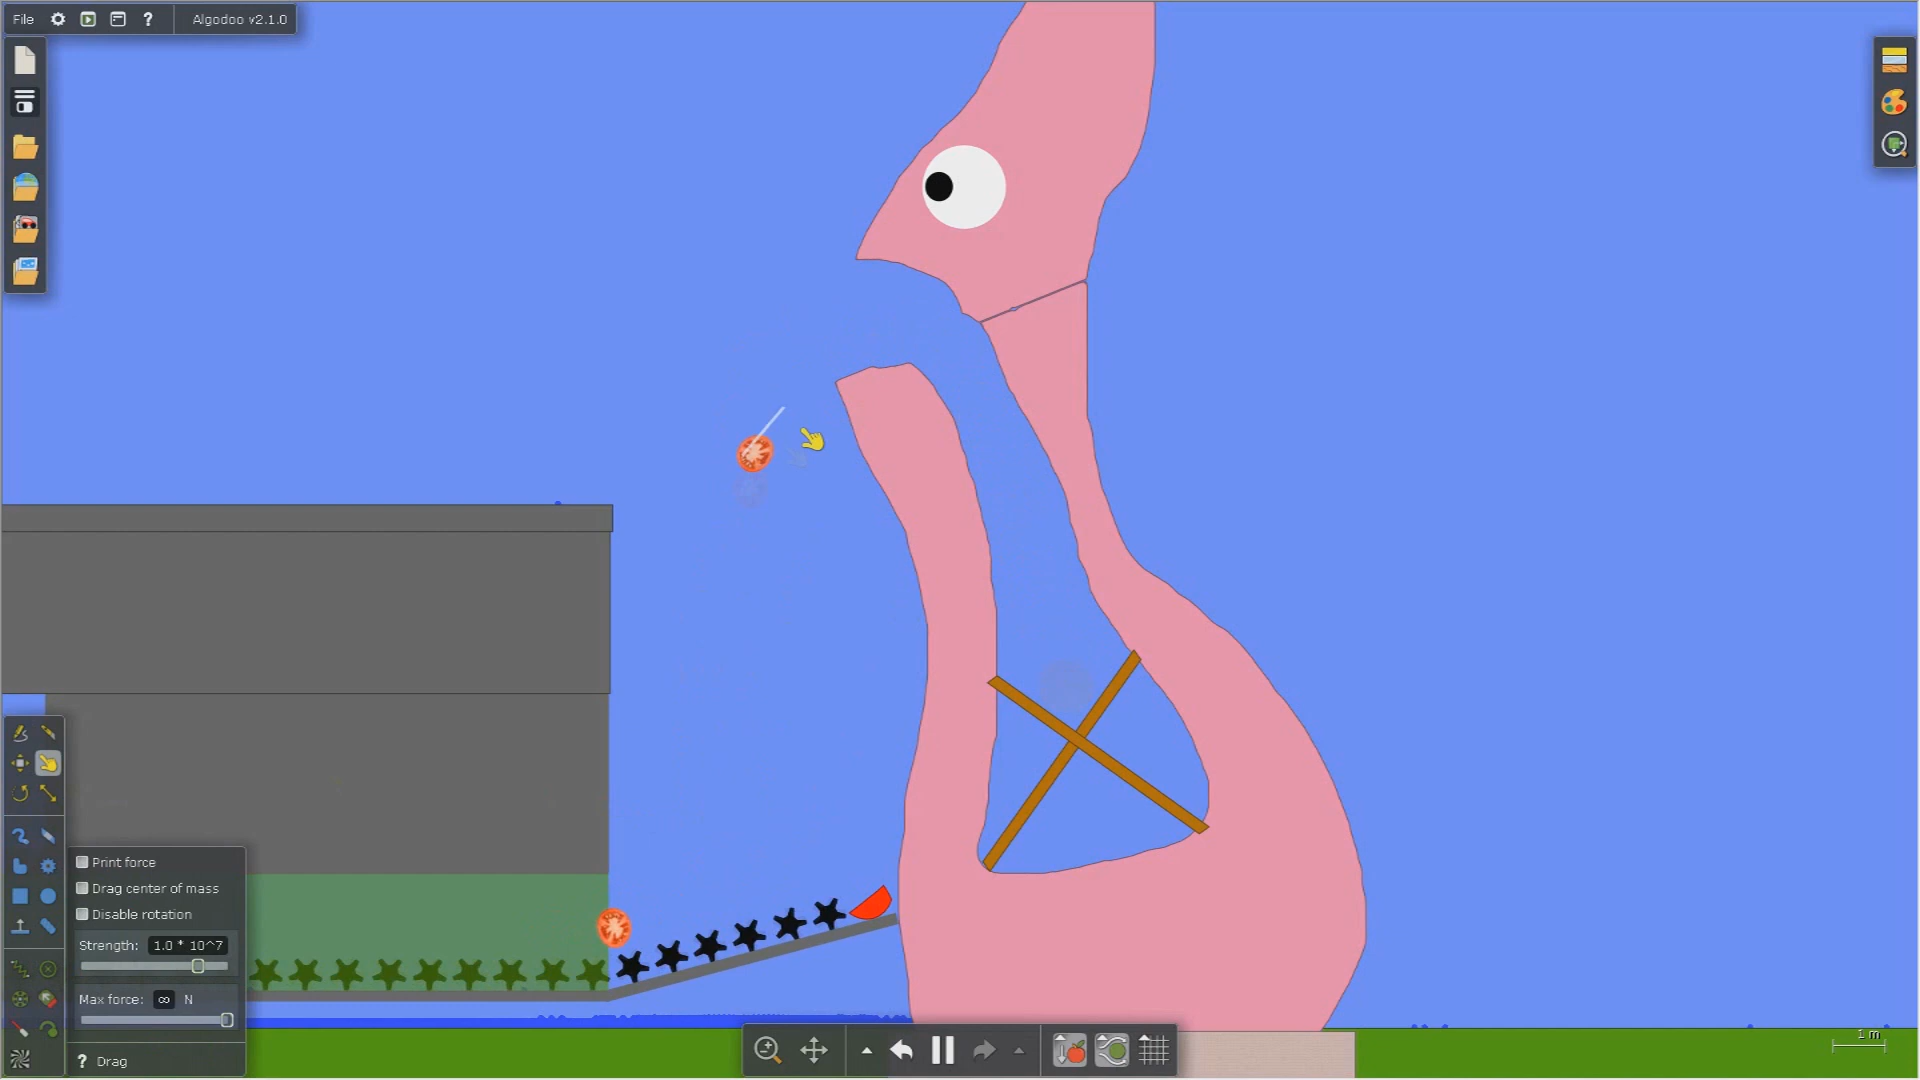 File ? Algodoo v2.1.0
Print force
Drag center of mass
Disable rotation
Strength: 1.0 * 10^7
Max force: ∞ N
? Drag
1 m